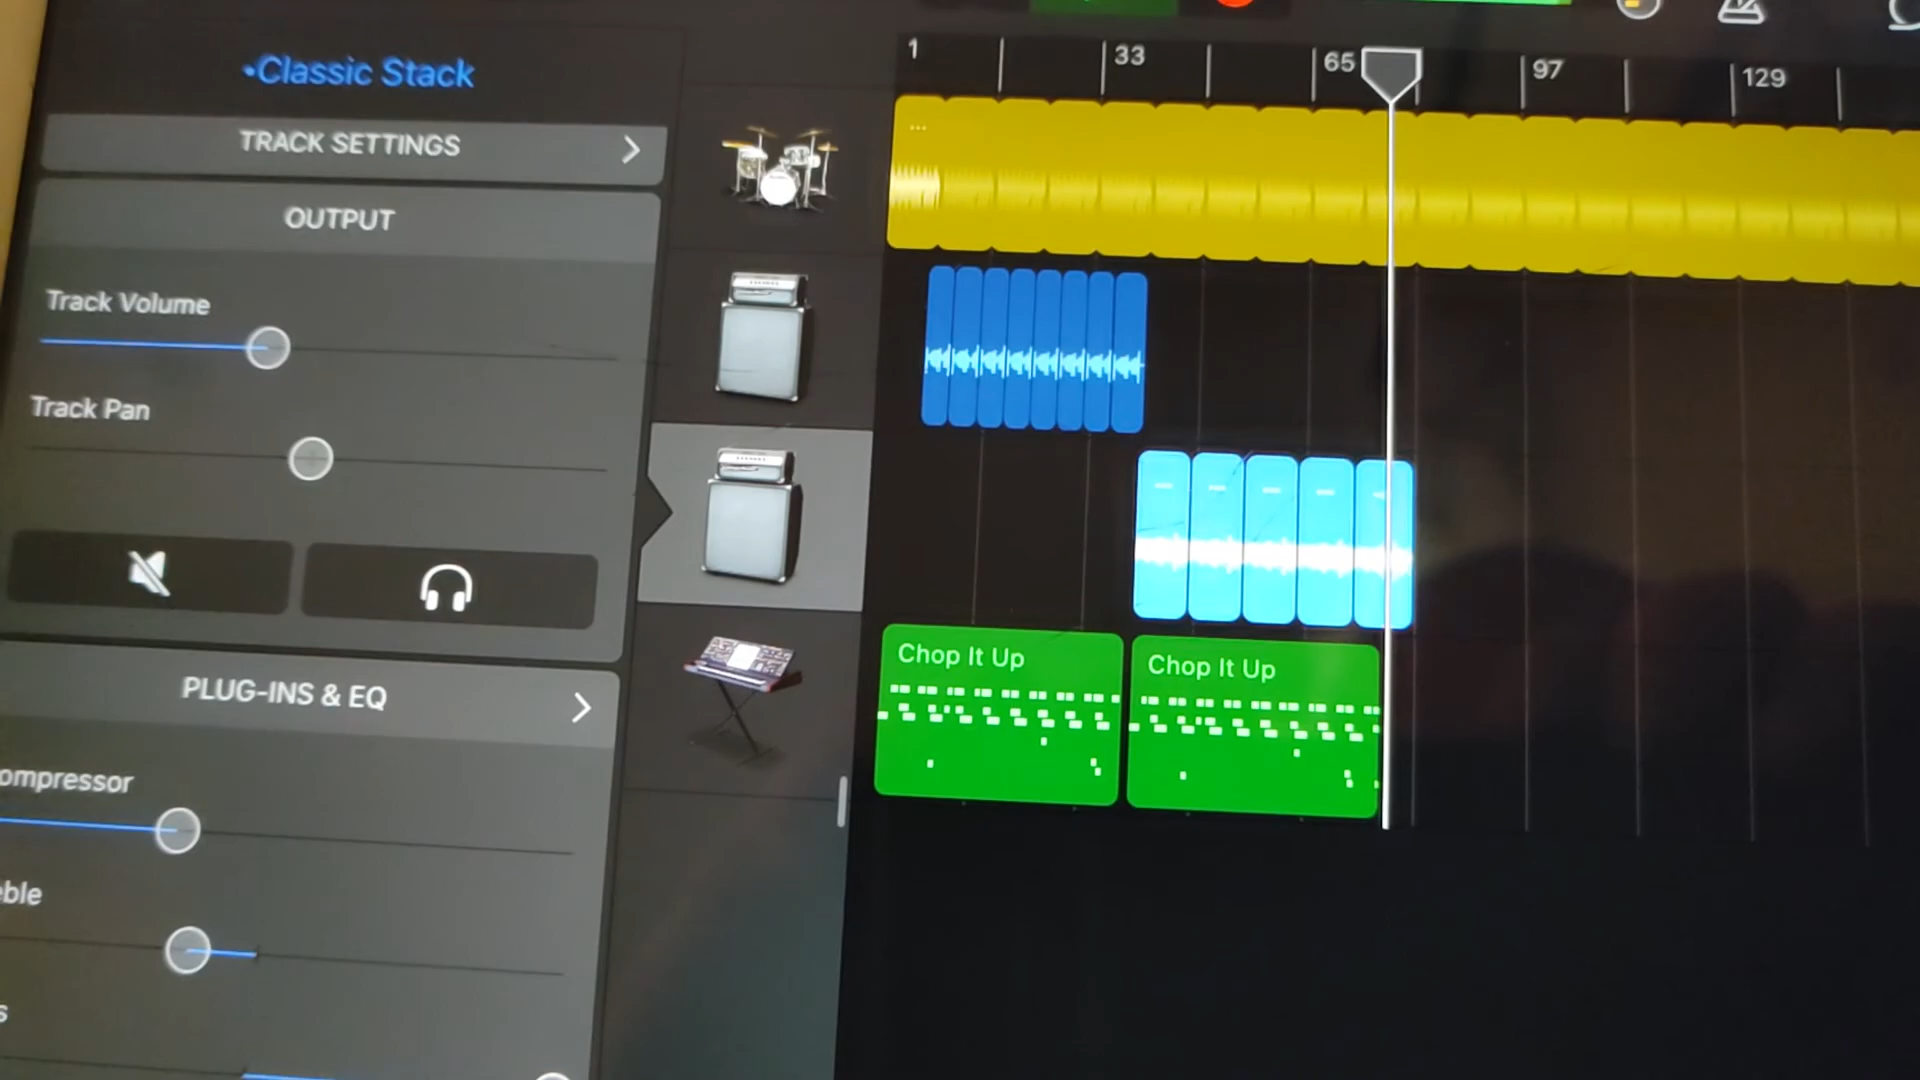 •Classic Stack
TRACK SETTINGS
OUTPUT
Track Volume
Track Pan
PLUG-INS & EQ
ompressor
eble
s
1
33
65
97
129
...
Chop It Up
Chop It Up